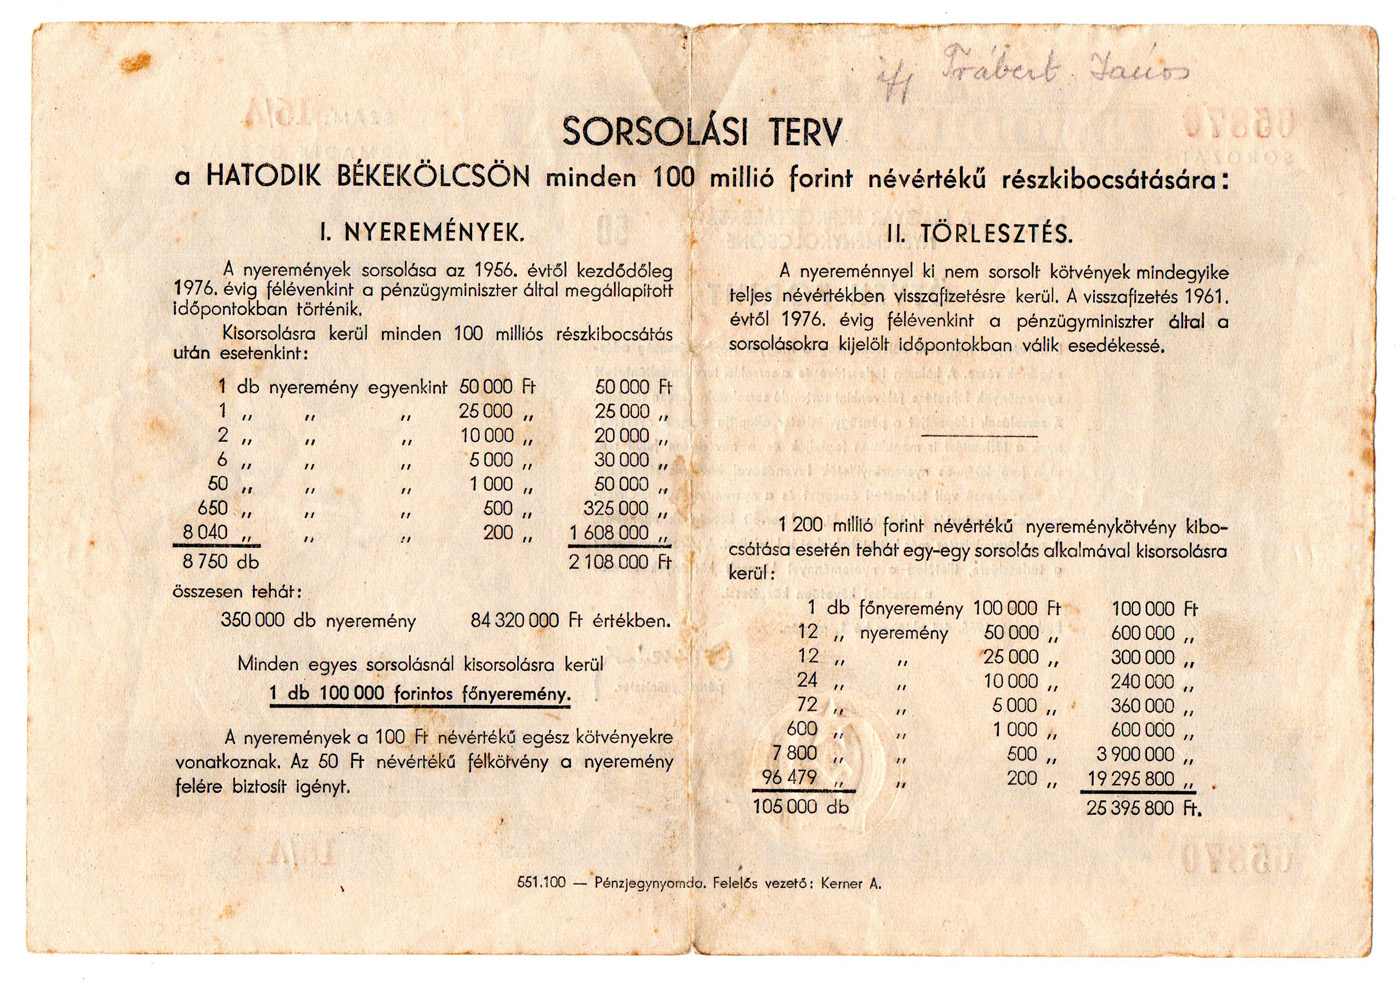 ifj Trábert János
SORSOLÁSI TERV
a HATODIK BÉKEKÖLCSÖN minden 100 millió forint névértékű részkibocsátására:
I. NYEREMÉNYEK.
A nyeremények sorsolása az 1956. évtől kezdődőleg
1976. évig félévenkint a pénzügyminiszter által megállapított
időpontokban történik.
Kisorsolásra kerül minden 100 milliós részkibocsátás
után esetenkint:
1 db nyeremény egyenkint 50 000 Ft 50 000 Ft
1 „ „ „ 25 000 „ 25 000 „
2 „ „ „ 10 000 „ 20 000 „
6 „ „ „ 5 000 „ 30 000 „
50 „ „ „ 1 000 „ 50 000 „
650 „ „ „ 500 „ 325 000 „
8 040 „ „ „ 200 „ 1 608 000 „
8 750 db 2 108 000 Ft
összesen tehát:
350 000 db nyeremény 84 320 000 Ft értékben.
Minden egyes sorsolásnál kisorsolásra kerül
1 db 100 000 forintos főnyeremény.
A nyeremények a 100 Ft névértékű egész kötvényekre
vonatkoznak. Az 50 Ft névértékű félkötvény a nyeremény
felére biztosít igényt.
II. TÖRLESZTÉS.
A nyereménnyel ki nem sorsolt kötvények mindegyike
teljes névértékben visszafizetésre kerül. A visszafizetés 1961.
évtől 1976. évig félévenkint a pénzügyminiszter által a
sorsolásokra kijelölt időpontokban válik esedékessé.
1 200 millió forint névértékű nyereménykötvény kibo-
csátása esetén tehát egy-egy sorsolás alkalmával kisorsolásra
kerül:
1 db főnyeremény 100 000 Ft 100 000 Ft
12 „ nyeremény 50 000 „ 600 000 „
12 „ „ 25 000 „ 300 000 „
24 „ „ 10 000 „ 240 000 „
72 „ „ 5 000 „ 360 000 „
600 „ „ 1 000 „ 600 000 „
7 800 „ „ 500 „ 3 900 000 „
96 479 „ „ 200 „ 19 295 800 „
105 000 db 25 395 800 Ft.
551.100 — Pénzjegynyomda. Felelős vezető: Kerner A.